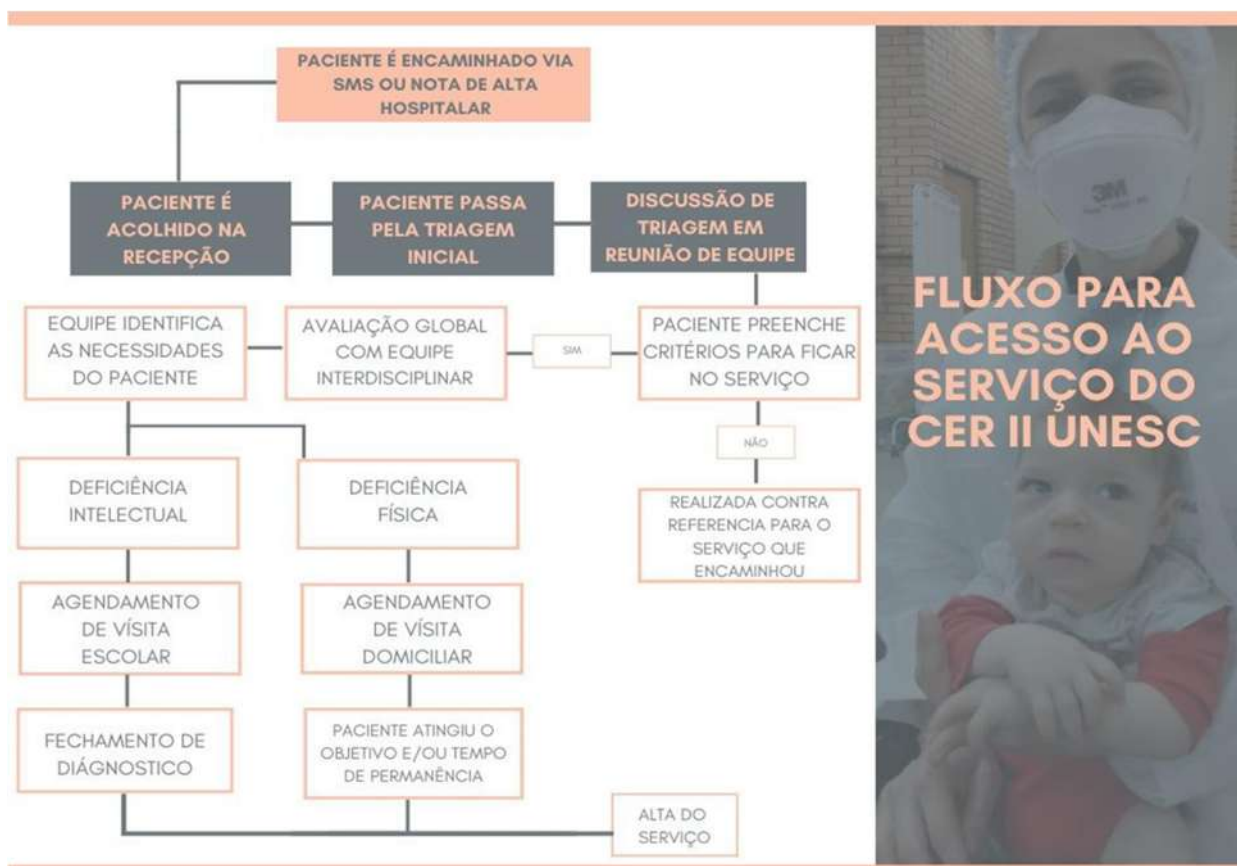 PACIENTE É ENCAMINHADO VIA
SMS OU NOTA DE ALTA
HOSPITALAR
PACIENTE É
ACOLHIDO NA
RECEPÇÃO
PACIENTE PASSA
PELA TRIAGEM
INICIAL
DISCUSSÃO DE
TRIAGEM EM
REUNIÃO DE EQUIPE
PACIENTE PREENCHE
CRITÉRIOS PARA FICAR
NO SERVIÇO
SIM
AVALIAÇÃO GLOBAL
COM EQUIPE
INTERDISCIPLINAR
EQUIPE IDENTIFICA
AS NECESSIDADES
DO PACIENTE
NÃO
REALIZADA CONTRA
REFERENCIA PARA O
SERVIÇO QUE
ENCAMINHOU
DEFICIÊNCIA
INTELECTUAL
AGENDAMENTO
DE VÍSITA
ESCOLAR
FECHAMENTO DE
DIÁGNOSTICO
DEFICIÊNCIA
FÍSICA
AGENDAMENTO
DE VÍSITA
DOMICILIAR
PACIENTE ATINGIU O
OBJETIVO E/OU TEMPO
DE PERMANÊNCIA
ALTA DO
SERVIÇO
FLUXO PARA
ACESSO AO
SERVIÇO DO
CER II UNESC
3M